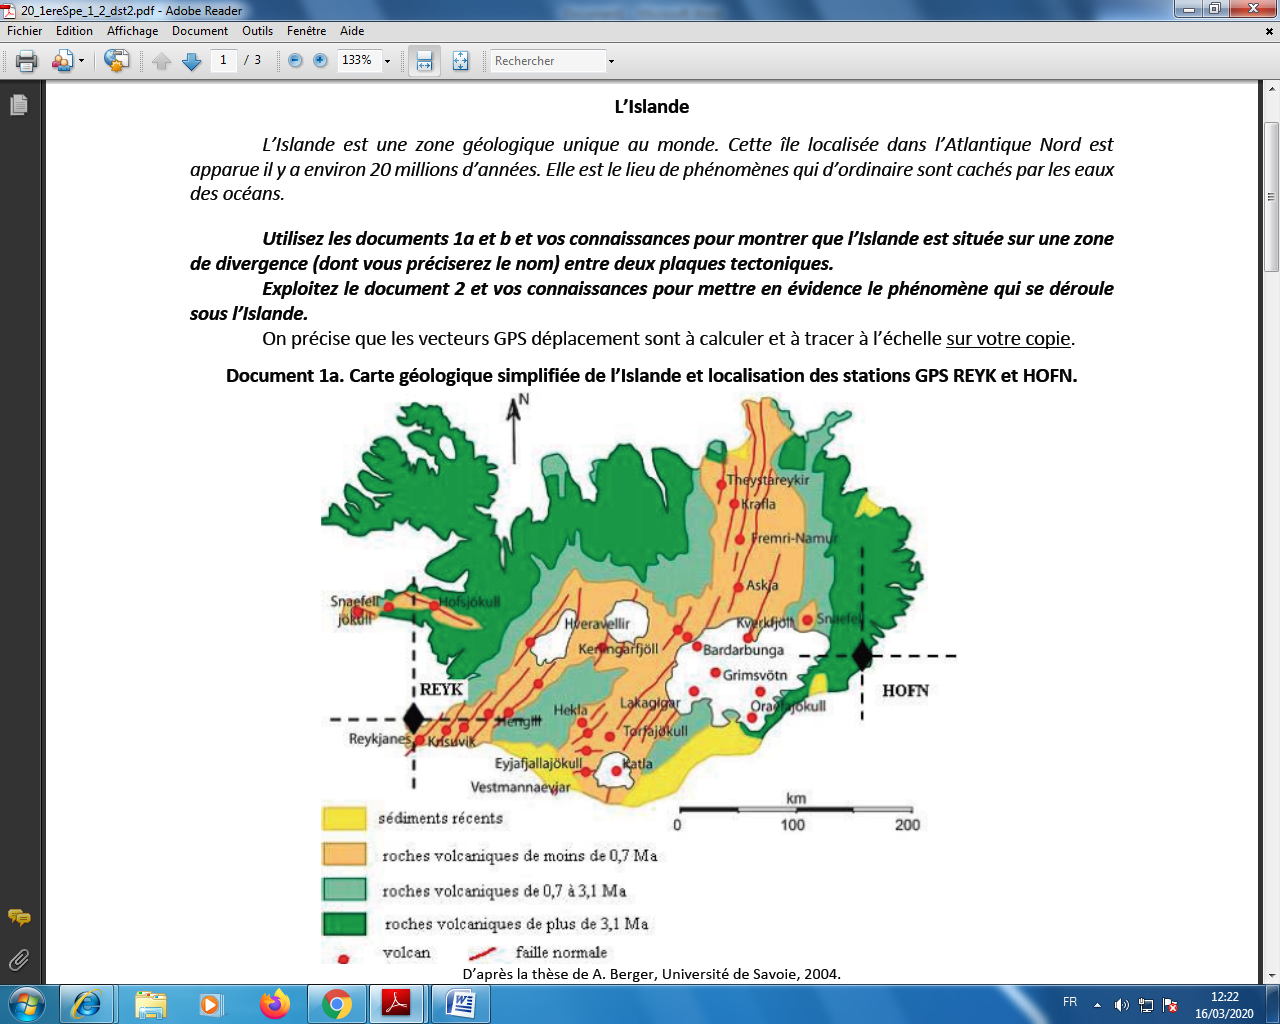 20_1ereSpe_1_2_dst2.pdf - Adobe Reader
Fichier Edition Affichage Document Outils Fenêtre Aide
1 / 3 133% Rechercher
L’Islande
L’Islande est une zone géologique unique au monde. Cette île localisée dans l’Atlantique Nord est
apparue il y a environ 20 millions d’années. Elle est le lieu de phénomènes qui d’ordinaire sont cachés par les eaux
des océans.
Utilisez les documents 1a et b et vos connaissances pour montrer que l’Islande est située sur une zone
de divergence (dont vous préciserez le nom) entre deux plaques tectoniques.
Exploitez le document 2 et vos connaissances pour mettre en évidence le phénomène qui se déroule
sous l’Islande.
On précise que les vecteurs GPS déplacement sont à calculer et à tracer à l’échelle sur votre copie.
Document 1a. Carte géologique simplifiée de l’Islande et localisation des stations GPS REYK et HOFN.
N
Theystareykir
Krafla
Fremri-Namur
Askja
Snaefell
jökull
Hofsjökull
Hveravellir
Kverkfjöll
Snaefell
Kerlingarfjöll
Bardarbunga
Grimsvötn
REYK
HOFN
Lakagigar
Oraefajökull
Hekla
Hengill
Torfajökull
Reykjanes
Krisuvik
Eyjafjallajökull
Katla
Vestmannaeyjar
km
0 100 200
sédiments récents
roches volcaniques de moins de 0,7 Ma
roches volcaniques de 0,7 à 3,1 Ma
roches volcaniques de plus de 3,1 Ma
volcan faille normale
D’après la thèse de A. Berger, Université de Savoie, 2004.
FR
12:22
16/03/2020